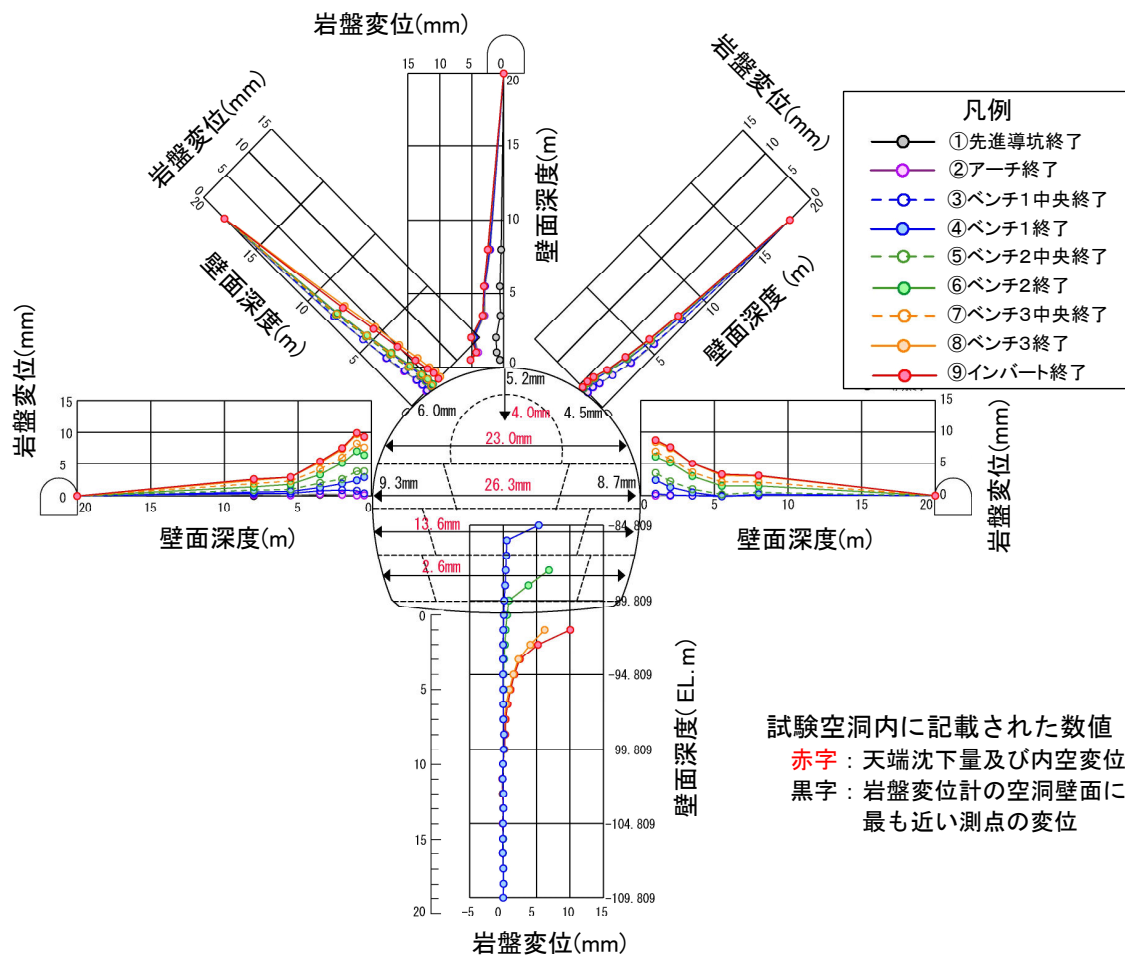 岩盤変位(mm)
15 10 5 0
20
15
10
5
0
壁面深度(m)
岩盤変位(mm)
15
10
5
0
20
15
10
5
壁面深度(m)
岩盤変位(mm)
15
10
5
0
20
15
10
5
壁面深度(m)
凡例
①先進導坑終了
②アーチ終了
③ベンチ1中央終了
④ベンチ1終了
⑤ベンチ2中央終了
⑥ベンチ2終了
⑦ベンチ3中央終了
⑧ベンチ3終了
⑨インバート終了
岩盤変位(mm)
15
10
5
0
20 15 10 5 0
壁面深度(m)
5.2mm
6.0mm
4.0mm
4.5mm
23.0mm
9.3mm
26.3mm
8.7mm
13.6mm
2.6mm
15
10
5
0
0 5 10 15 20
壁面深度(m)
岩盤変位(mm)
-84.809
-89.809
-94.809
-99.809
-104.809
-109.809
壁面深度(EL.m)
0
5
10
15
20
-5 0 5 10 15
岩盤変位(mm)
試験空洞内に記載された数値
赤字：天端沈下量及び内空変位
黒字：岩盤変位計の空洞壁面に
最も近い測点の変位